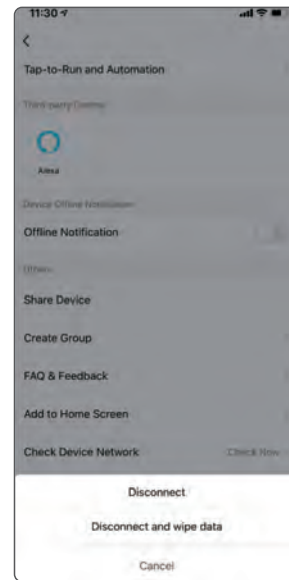 11:30
Tap-to-Run and Automation
Third-party Control
Alexa
Device Offline Notification
Offline Notification
Others
Share Device
Create Group
FAQ & Feedback
Add to Home Screen
Check Device Network Check Now
Disconnect
Disconnect and wipe data
Cancel